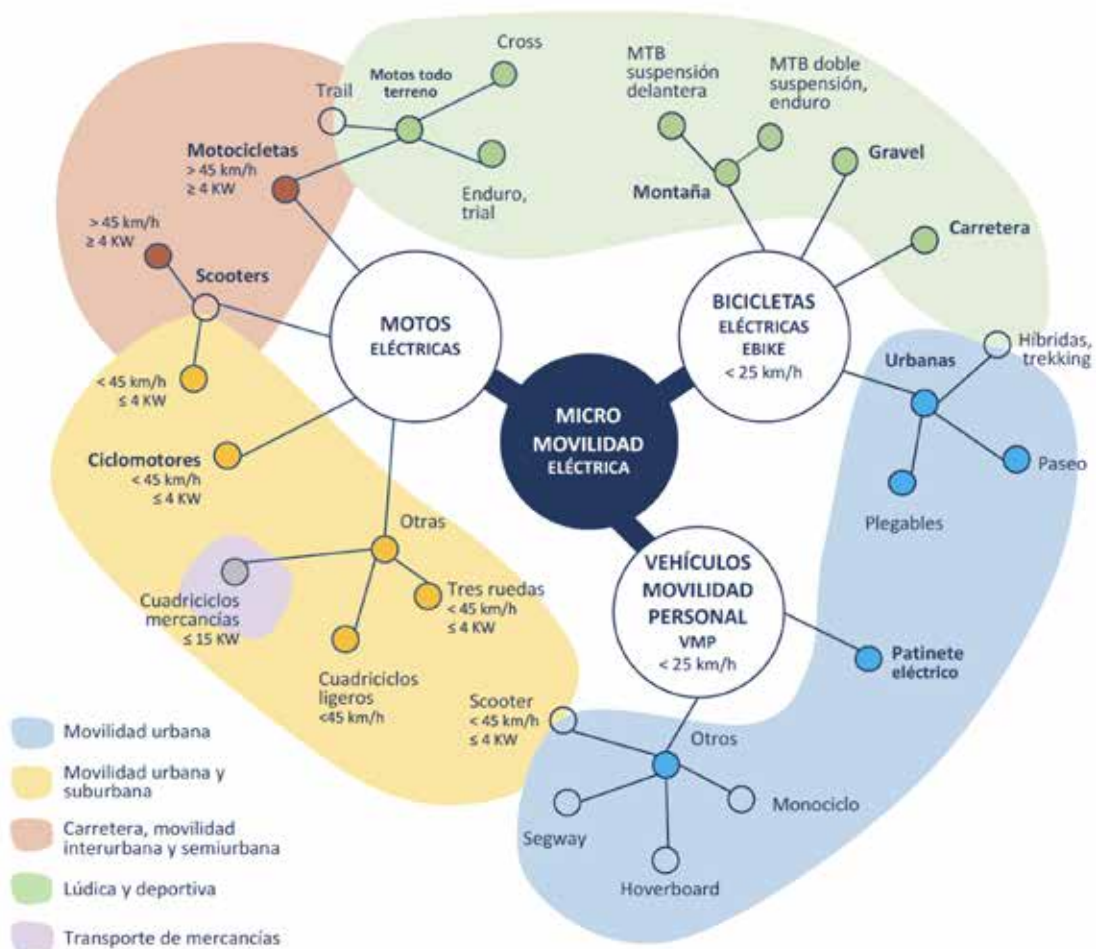 Cross
Motos todo
terreno
Trail
Motocicletas
> 45 km/h
≥ 4 KW
Enduro,
trial
MTB
suspensión
delantera
MTB doble
suspensión,
enduro
Gravel
Montaña
Carretera
> 45 km/h
≥ 4 KW
Scooters
< 45 km/h
≤ 4 KW
MOTOS
ELÉCTRICAS
BICICLETAS
ELÉCTRICAS
EBIKE
< 25 km/h
Urbanas
Híbridas,
trekking
Paseo
Plegables
MICRO
MOVILIDAD
ELÉCTRICA
Ciclomotores
< 45 km/h
≤ 4 KW
Otras
Cuadriciclos
mercancías
≤ 15 KW
Tres ruedas
< 45 km/h
≤ 4 KW
Cuadriciclos
ligeros
<45 km/h
VEHÍCULOS
MOVILIDAD
PERSONAL
VMP
< 25 km/h
Patinete
eléctrico
Scooter
< 45 km/h
≤ 4 KW
Otros
Monociclo
Segway
Hoverboard
Movilidad urbana
Movilidad urbana y
suburbana
Carretera, movilidad
interurbana y semiurbana
Lúdica y deportiva
Transporte de mercancías